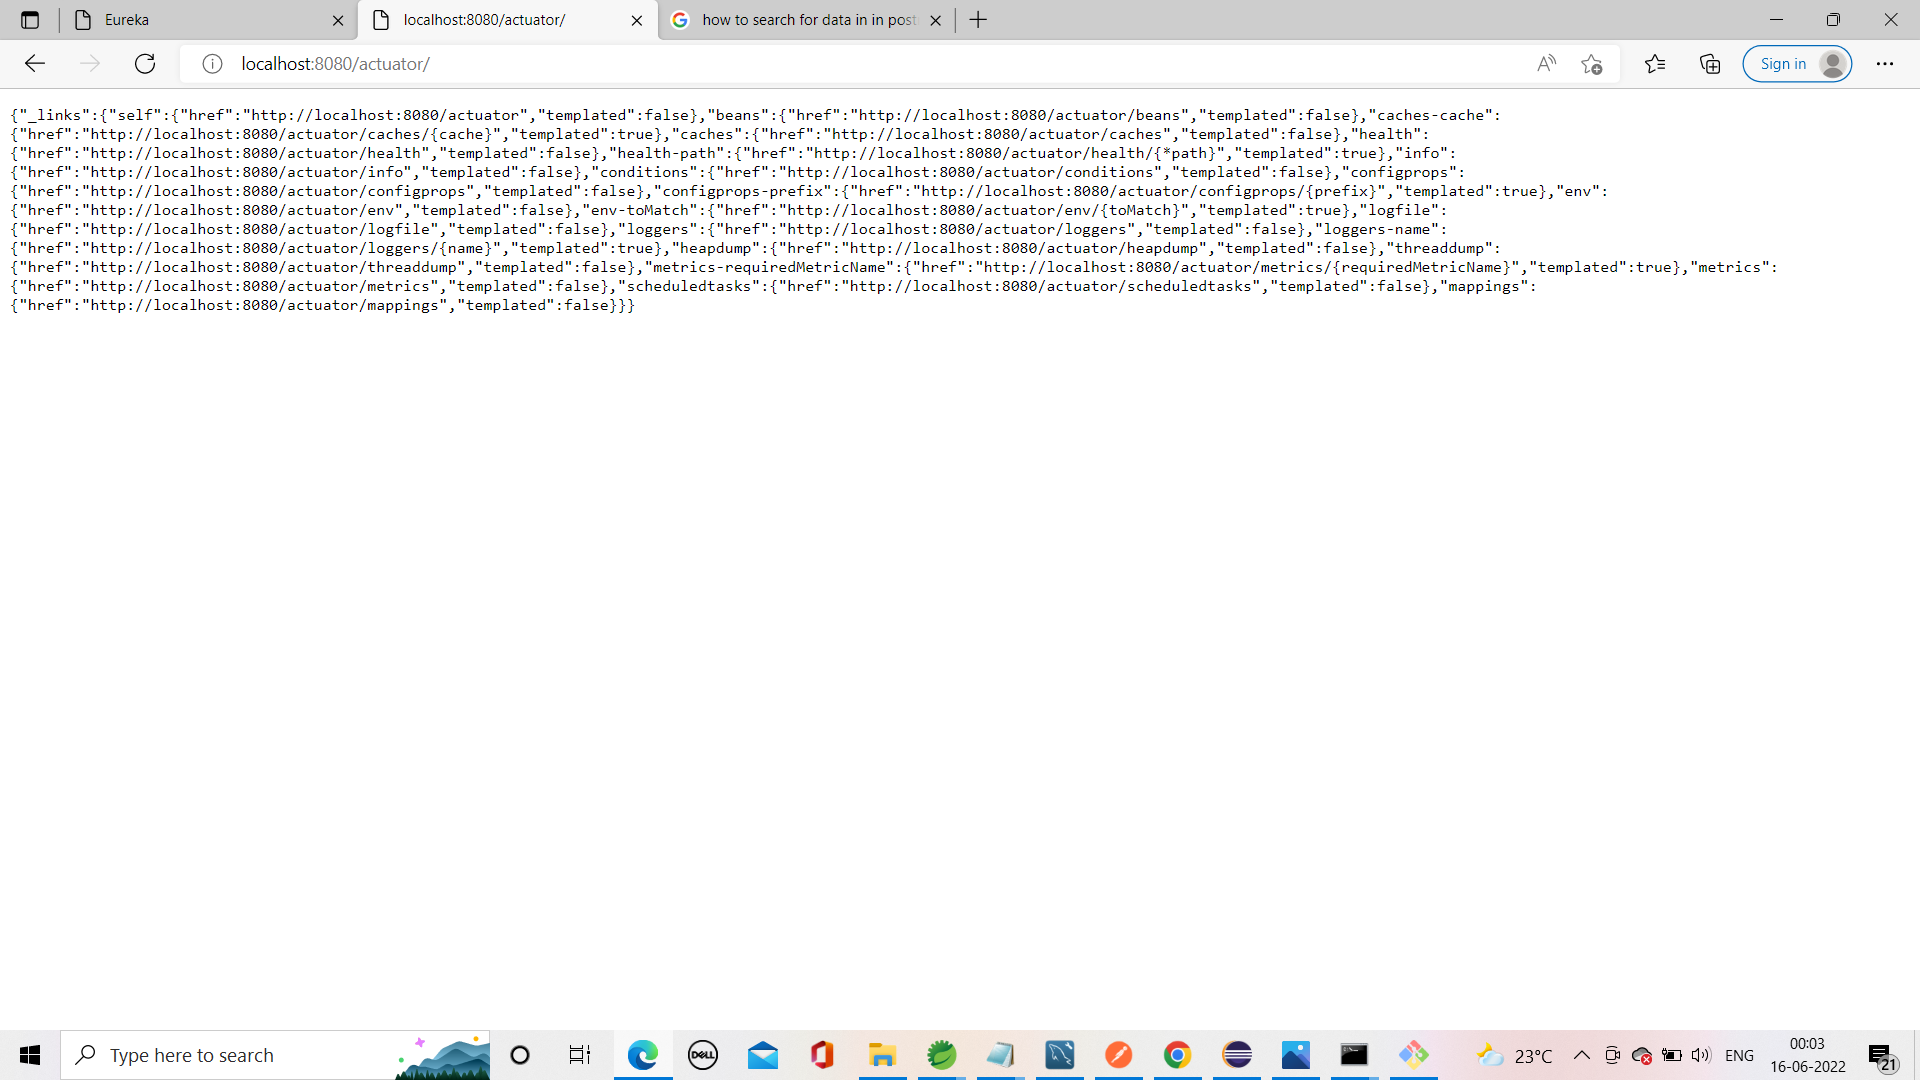 Eureka
localhost:8080/actuator/
how to search for data in in post
localhost:8080/actuator/
Sign in
{"_links":{"self":{"href":"http://localhost:8080/actuator","templated":false},"beans":{"href":"http://localhost:8080/actuator/beans","templated":false},"caches-cache":
{"href":"http://localhost:8080/actuator/caches/{cache}","templated":true},"caches":{"href":"http://localhost:8080/actuator/caches","templated":false},"health":
{"href":"http://localhost:8080/actuator/health","templated":false},"health-path":{"href":"http://localhost:8080/actuator/health/{*path}","templated":true},"info":
{"href":"http://localhost:8080/actuator/info","templated":false},"conditions":{"href":"http://localhost:8080/actuator/conditions","templated":false},"configprops":
{"href":"http://localhost:8080/actuator/configprops","templated":false},"configprops-prefix":{"href":"http://localhost:8080/actuator/configprops/{prefix}","templated":true},"env":
{"href":"http://localhost:8080/actuator/env","templated":false},"env-toMatch":{"href":"http://localhost:8080/actuator/env/{toMatch}","templated":true},"logfile":
{"href":"http://localhost:8080/actuator/logfile","templated":false},"loggers":{"href":"http://localhost:8080/actuator/loggers","templated":false},"loggers-name":
{"href":"http://localhost:8080/actuator/loggers/{name}","templated":true},"heapdump":{"href":"http://localhost:8080/actuator/heapdump","templated":false},"threaddump":
{"href":"http://localhost:8080/actuator/threaddump","templated":false},"metrics-requiredMetricName":{"href":"http://localhost:8080/actuator/metrics/{requiredMetricName}","templated":true},"metrics":
{"href":"http://localhost:8080/actuator/metrics","templated":false},"scheduledtasks":{"href":"http://localhost:8080/actuator/scheduledtasks","templated":false},"mappings":
{"href":"http://localhost:8080/actuator/mappings","templated":false}}}
Type here to search
DELL
23°C
ENG
00:03
16-06-2022
21